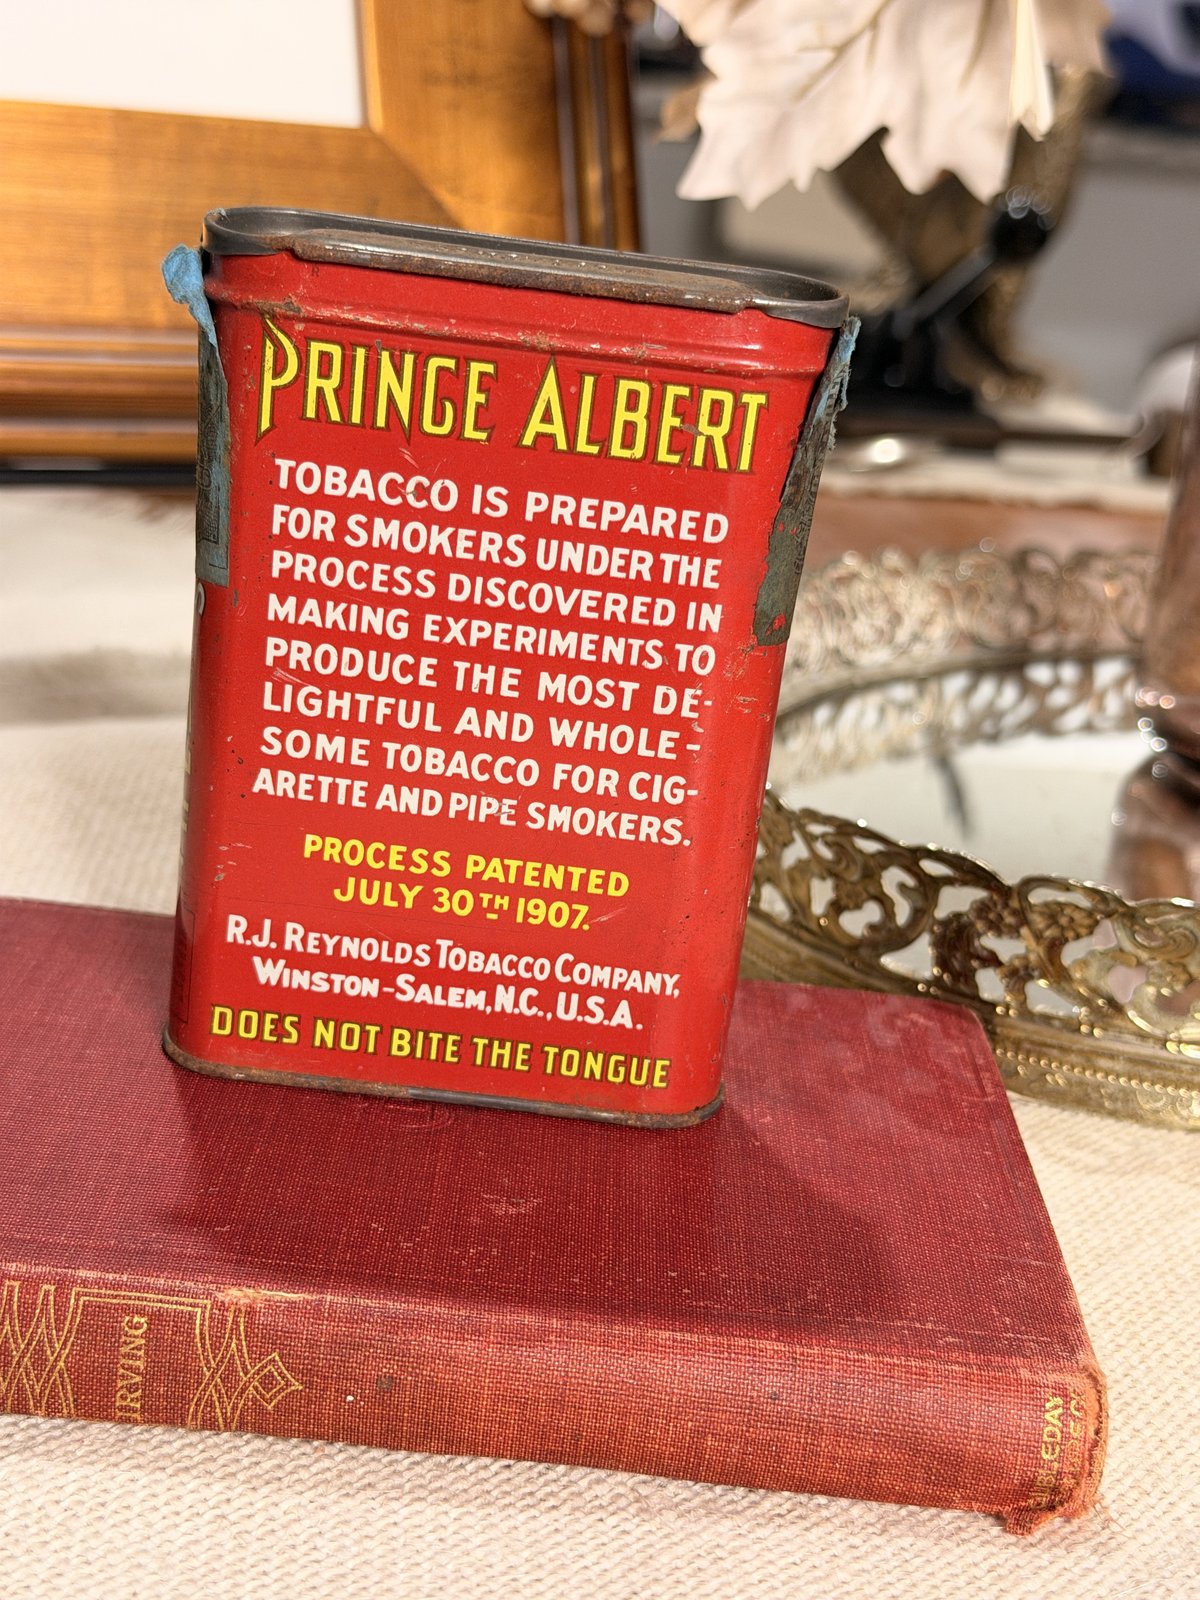 PRINCE ALBERT
TOBACCO IS PREPARED
FOR SMOKERS UNDER THE
PROCESS DISCOVERED IN
MAKING EXPERIMENTS TO
PRODUCE THE MOST DE-
LIGHTFUL AND WHOLE-
SOME TOBACCO FOR CIG-
ARETTE AND PIPE SMOKERS.
PROCESS PATENTED
JULY 30TH 1907.
R.J. REYNOLDS TOBACCO COMPANY,
WINSTON-SALEM, N.C., U.S.A.
DOES NOT BITE THE TONGUE
IRVING